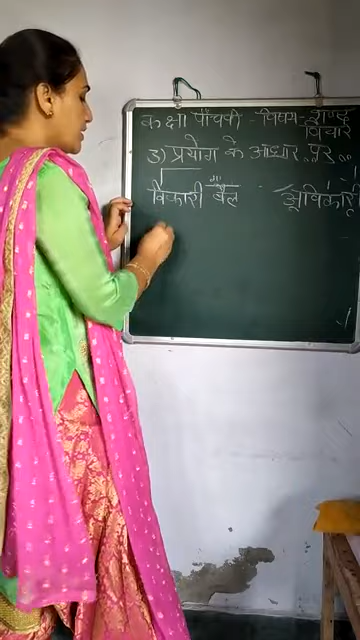 कक्षा पाँचवी - विषय - शब्द
विचार
3) प्रयोग के आधार पर
विकारी अविकारी